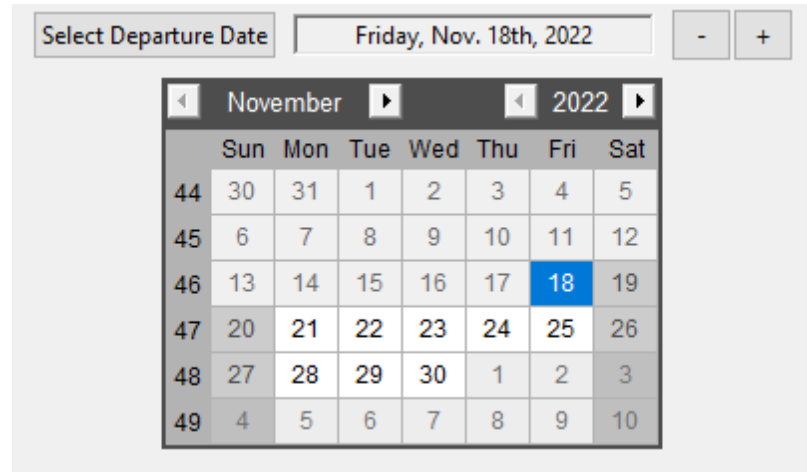 Select Departure Date Friday, Nov. 18th, 2022 - +
November 2022
Sun Mon Tue Wed Thu Fri Sat
44 30 31 1 2 3 4 5
45 6 7 8 9 10 11 12
46 13 14 15 16 17 18 19
47 20 21 22 23 24 25 26
48 27 28 29 30 1 2 3
49 4 5 6 7 8 9 10